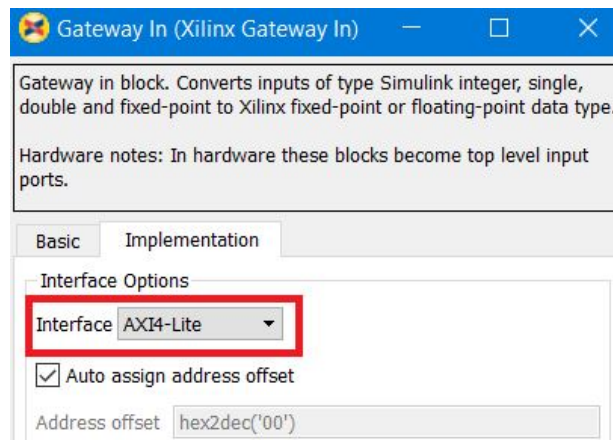 Gateway In (Xilinx Gateway In)
Gateway in block. Converts inputs of type Simulink integer, single,
double and fixed-point to Xilinx fixed-point or floating-point data type.
Hardware notes: In hardware these blocks become top level input
ports.
Basic Implementation
Interface Options
Interface AXI4-Lite
Auto assign address offset
Address offset hex2dec('00')